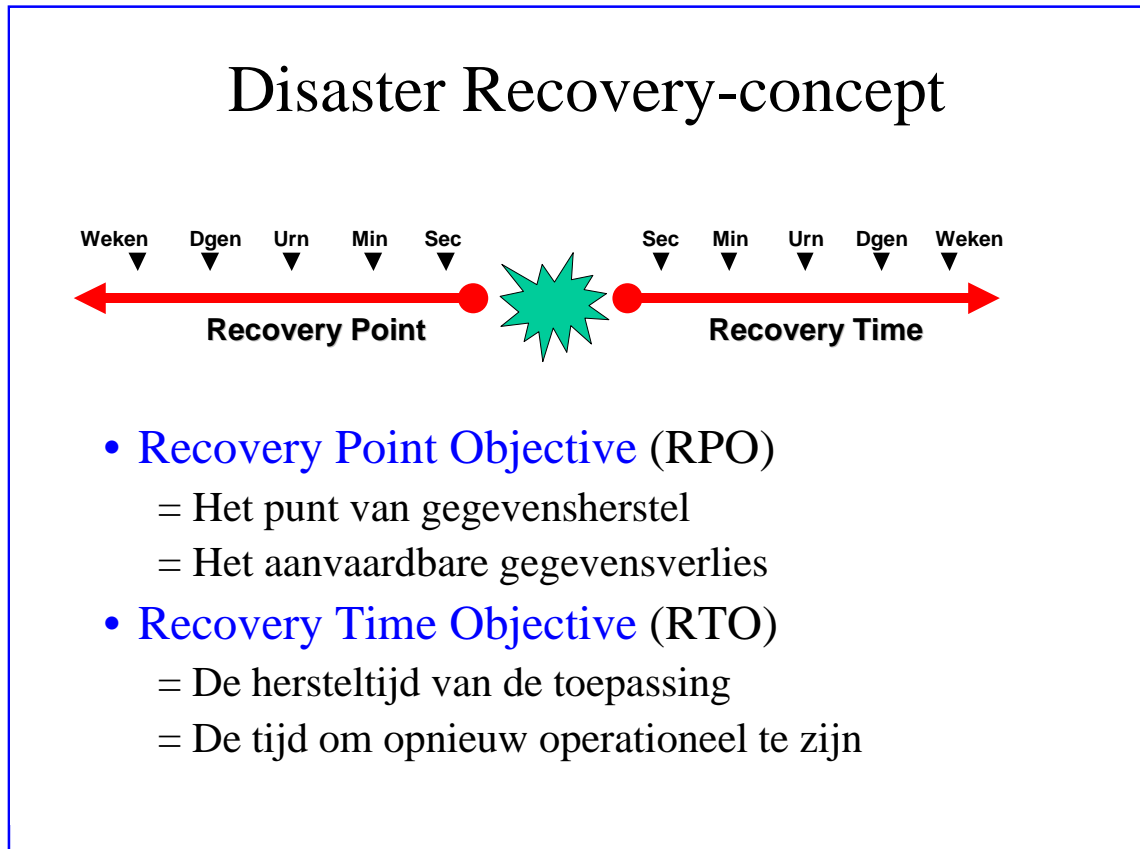 Disaster Recovery-concept
Weken Dgen Urn Min Sec Sec Min Urn Dgen Weken
Recovery Point Recovery Time
• Recovery Point Objective (RPO)
= Het punt van gegevensherstel
= Het aanvaardbare gegevensverlies
• Recovery Time Objective (RTO)
= De hersteltijd van de toepassing
= De tijd om opnieuw operationeel te zijn